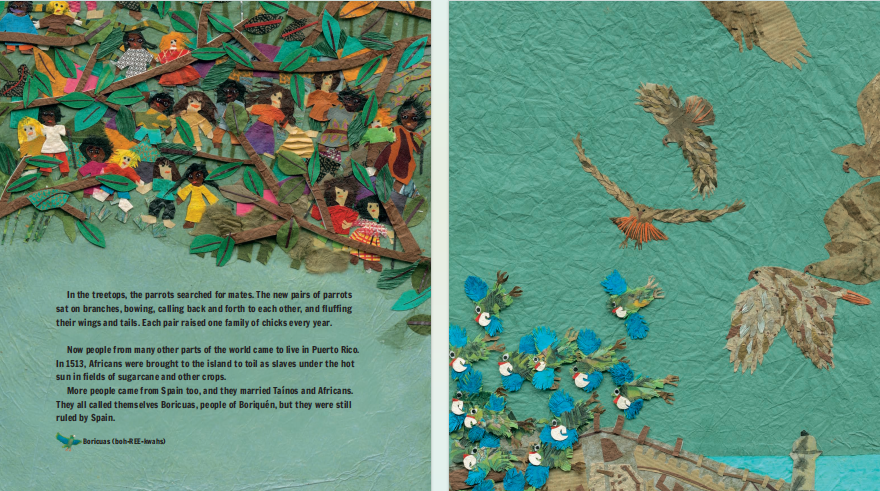 In the treetops, the parrots searched for mates. The new pairs of parrots
sat on branches, bowing, calling back and forth to each other, and fluffing
their wings and tails. Each pair raised one family of chicks every year.
Now people from many other parts of the world came to live in Puerto Rico.
In 1513, Africans were brought to the island to toil as slaves under the hot
sun in fields of sugarcane and other crops.
More people came from Spain too, and they married Taínos and Africans.
They all called themselves Boricuas, people of Boriquén, but they were still
ruled by Spain.
Boricuas (boh-REE-kwahs)